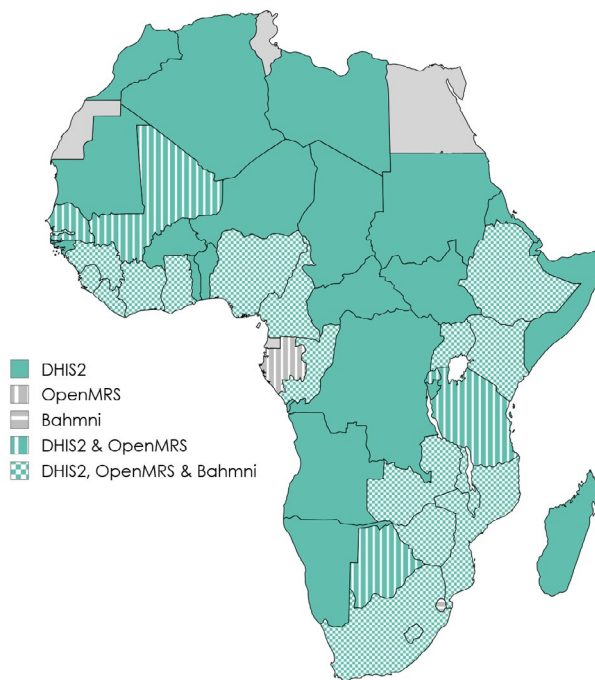 DHIS2
OpenMRS
Bahmni
DHIS2 & OpenMRS
DHIS2, OpenMRS & Bahmni